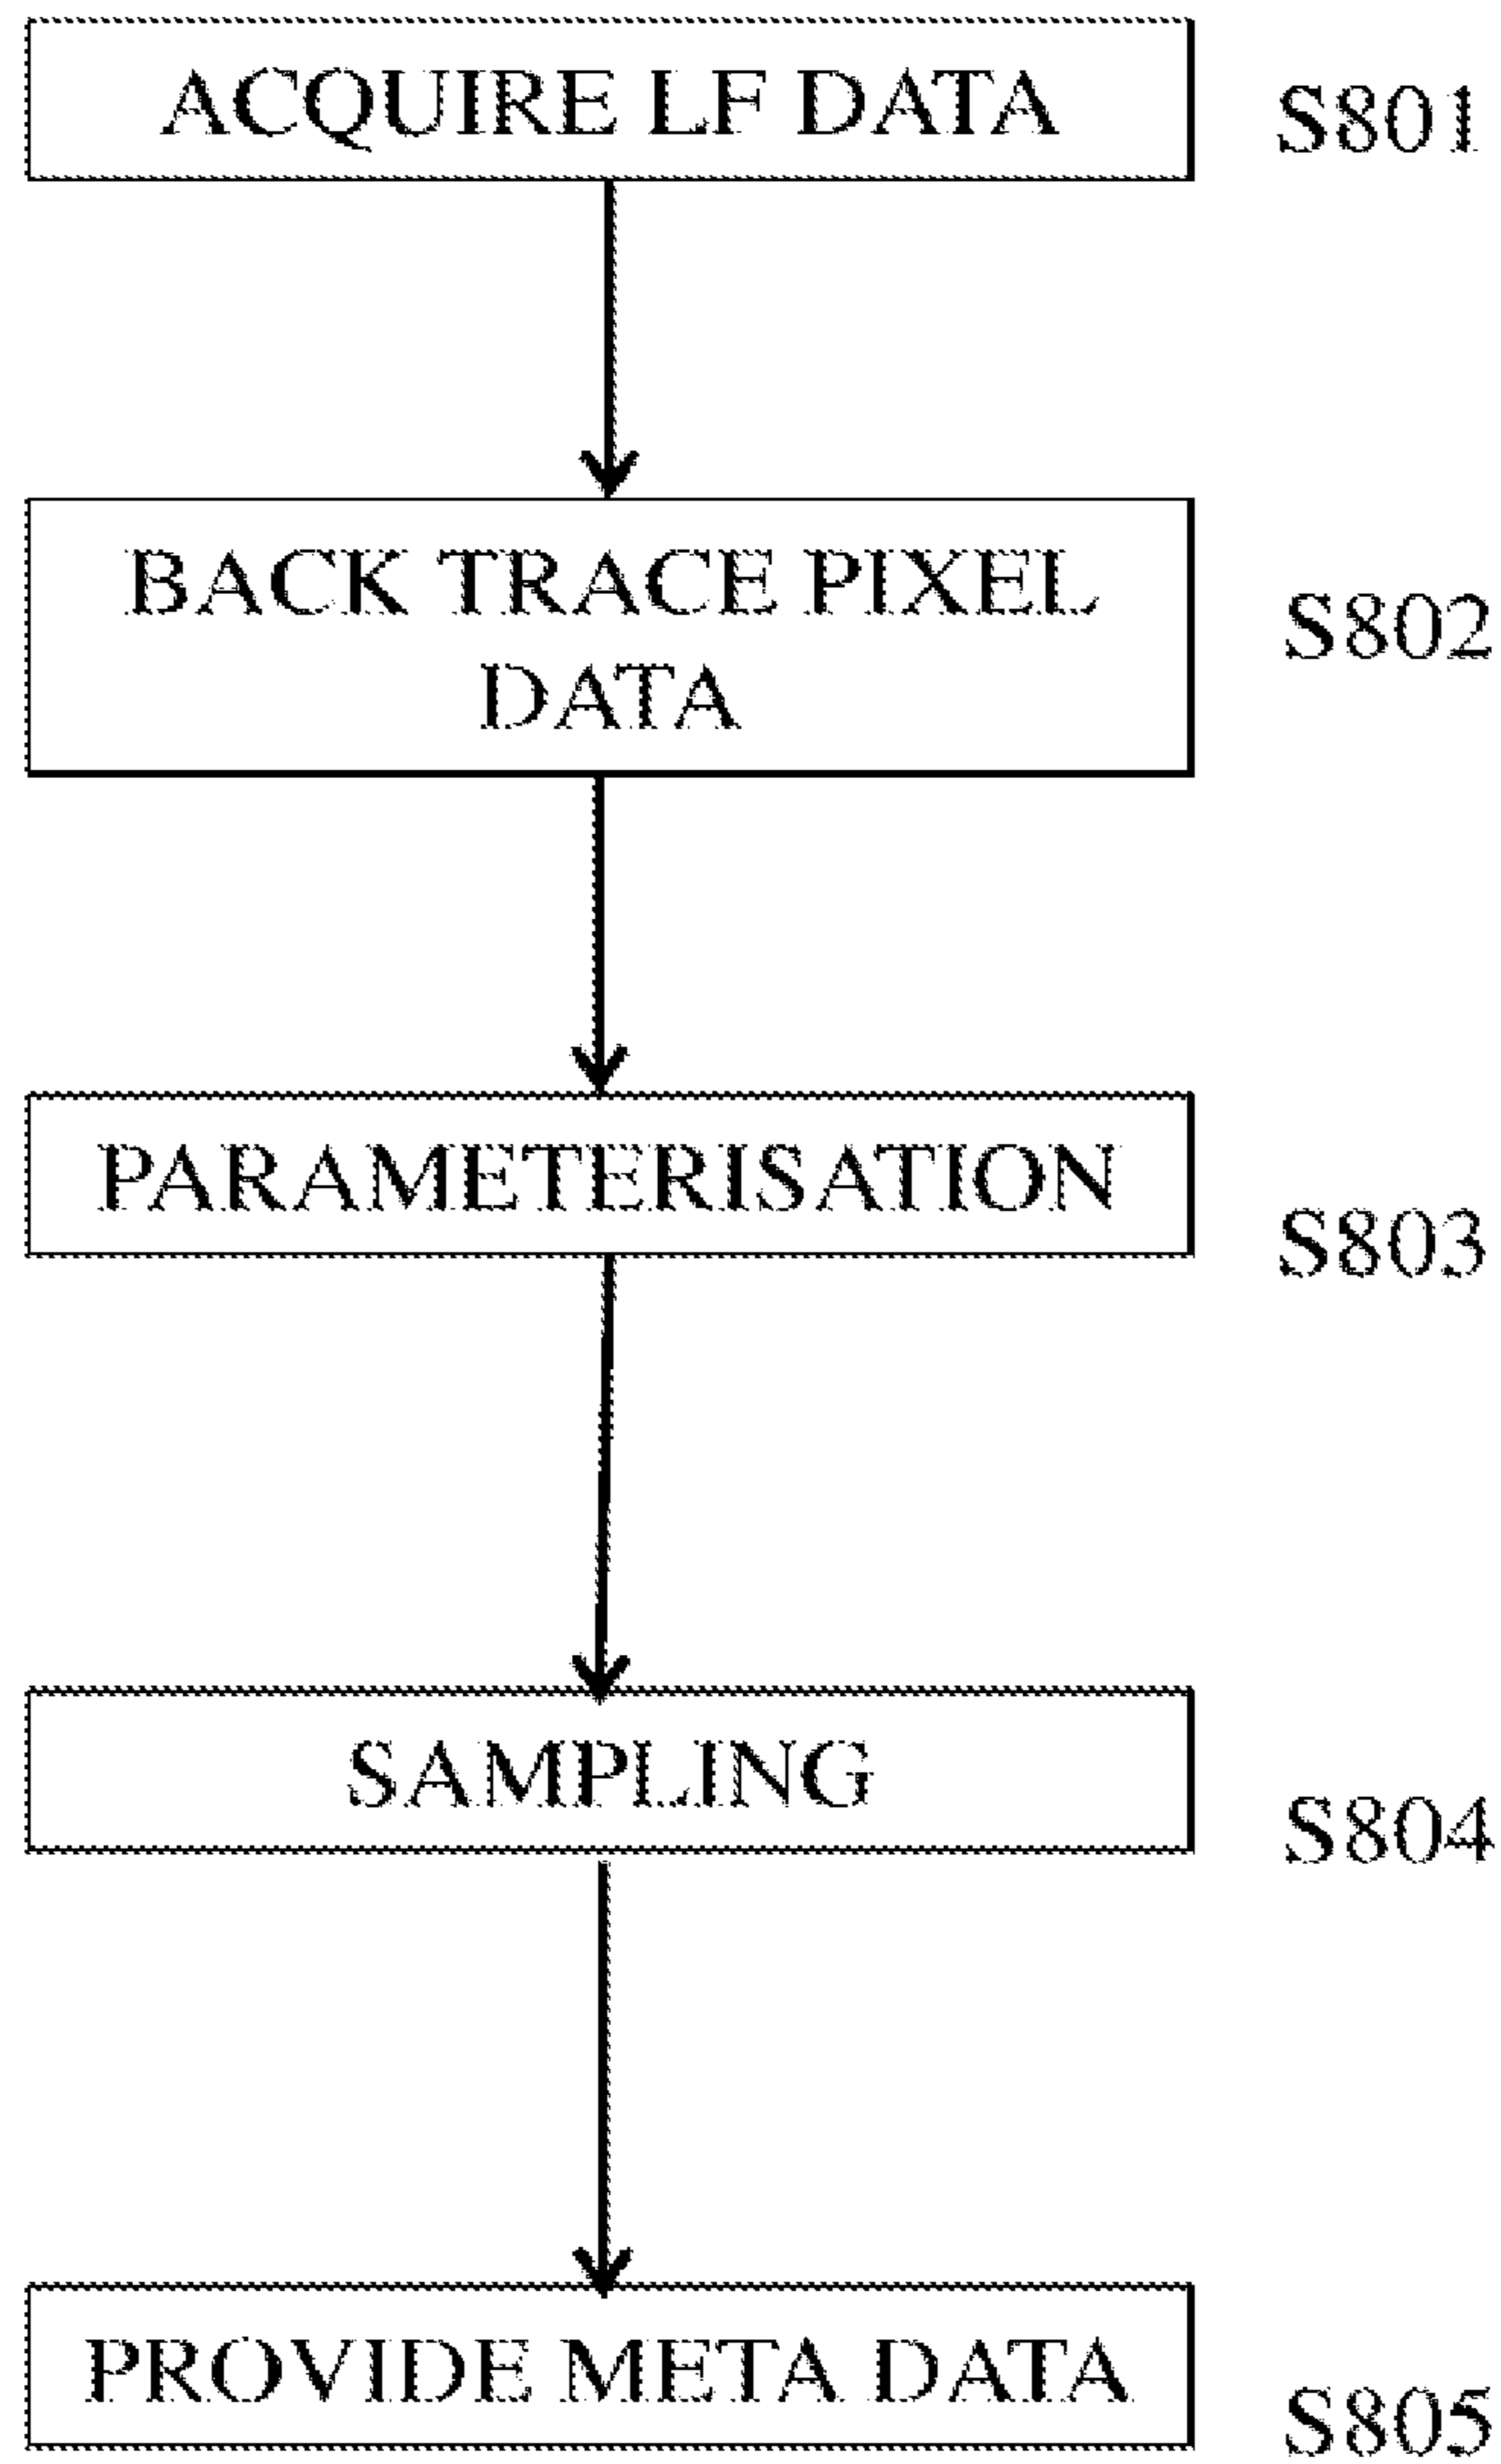 ACQUIRE LF DATA
S801
BACK TRACE PIXEL
DATA
S802
PARAMETERISATION
S803
SAMPLING
S804
PROVIDE META DATA
S805